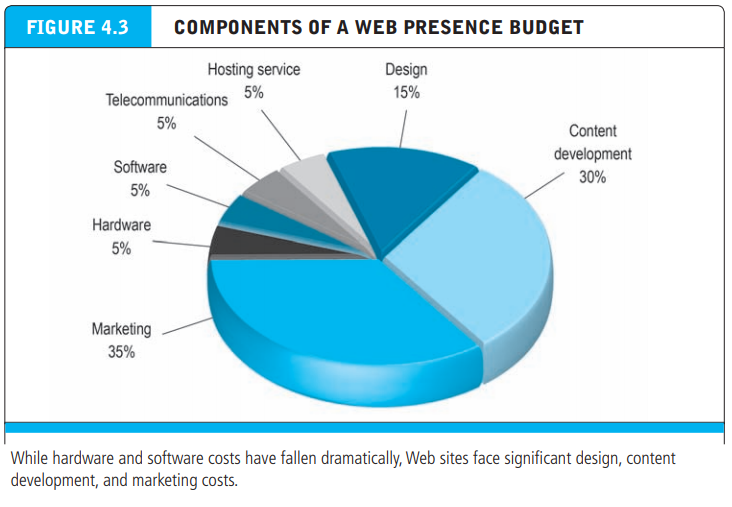 FIGURE 4.3
COMPONENTS OF A WEB PRESENCE BUDGET
Hosting service
5%
Design
15%
Telecommunications
5%
Content
development
30%
Software
5%
Hardware
5%
Marketing
35%
While hardware and software costs have fallen dramatically, Web sites face significant design, content
development, and marketing costs.